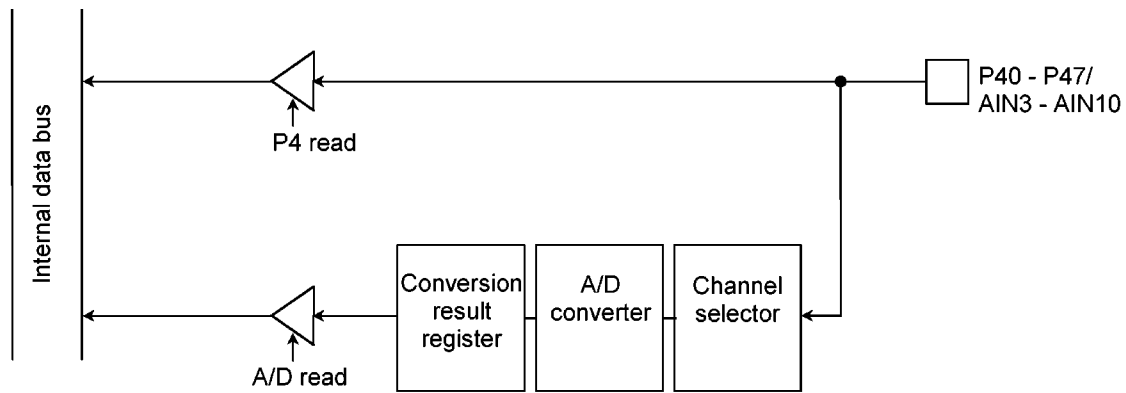 Internal data bus
P4 read
P40 - P47/
AIN3 - AIN10
Conversion
result
register
A/D
converter
Channel
selector
A/D read